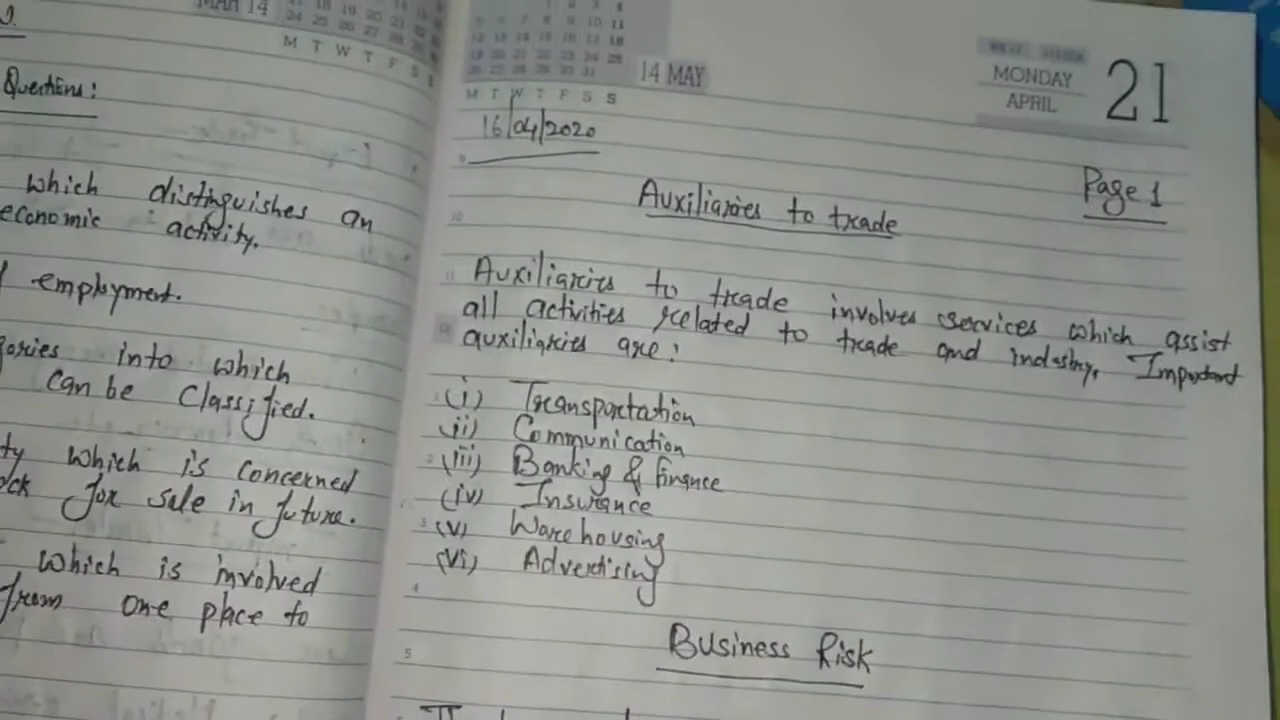 Questions:
which distinguishes an
economic activity.
employment.
into which
can be Classified.
which is concerned
for sale in future.
which is involved
from one place to
MAR 14
M T W T F S S
14 MAY
M T W T F S S
MONDAY
APRIL
21
16/04/2020
Page 1
Auxiliaries to trade
Auxiliaries to trade involves services which assist
all activities related to trade and industry. Important
auxiliaries are:
(i) Transportation
(ii) Communication
(iii) Banking & finance
(iv) Insurance
(v) Warehousing
(vi) Advertising
Business Risk